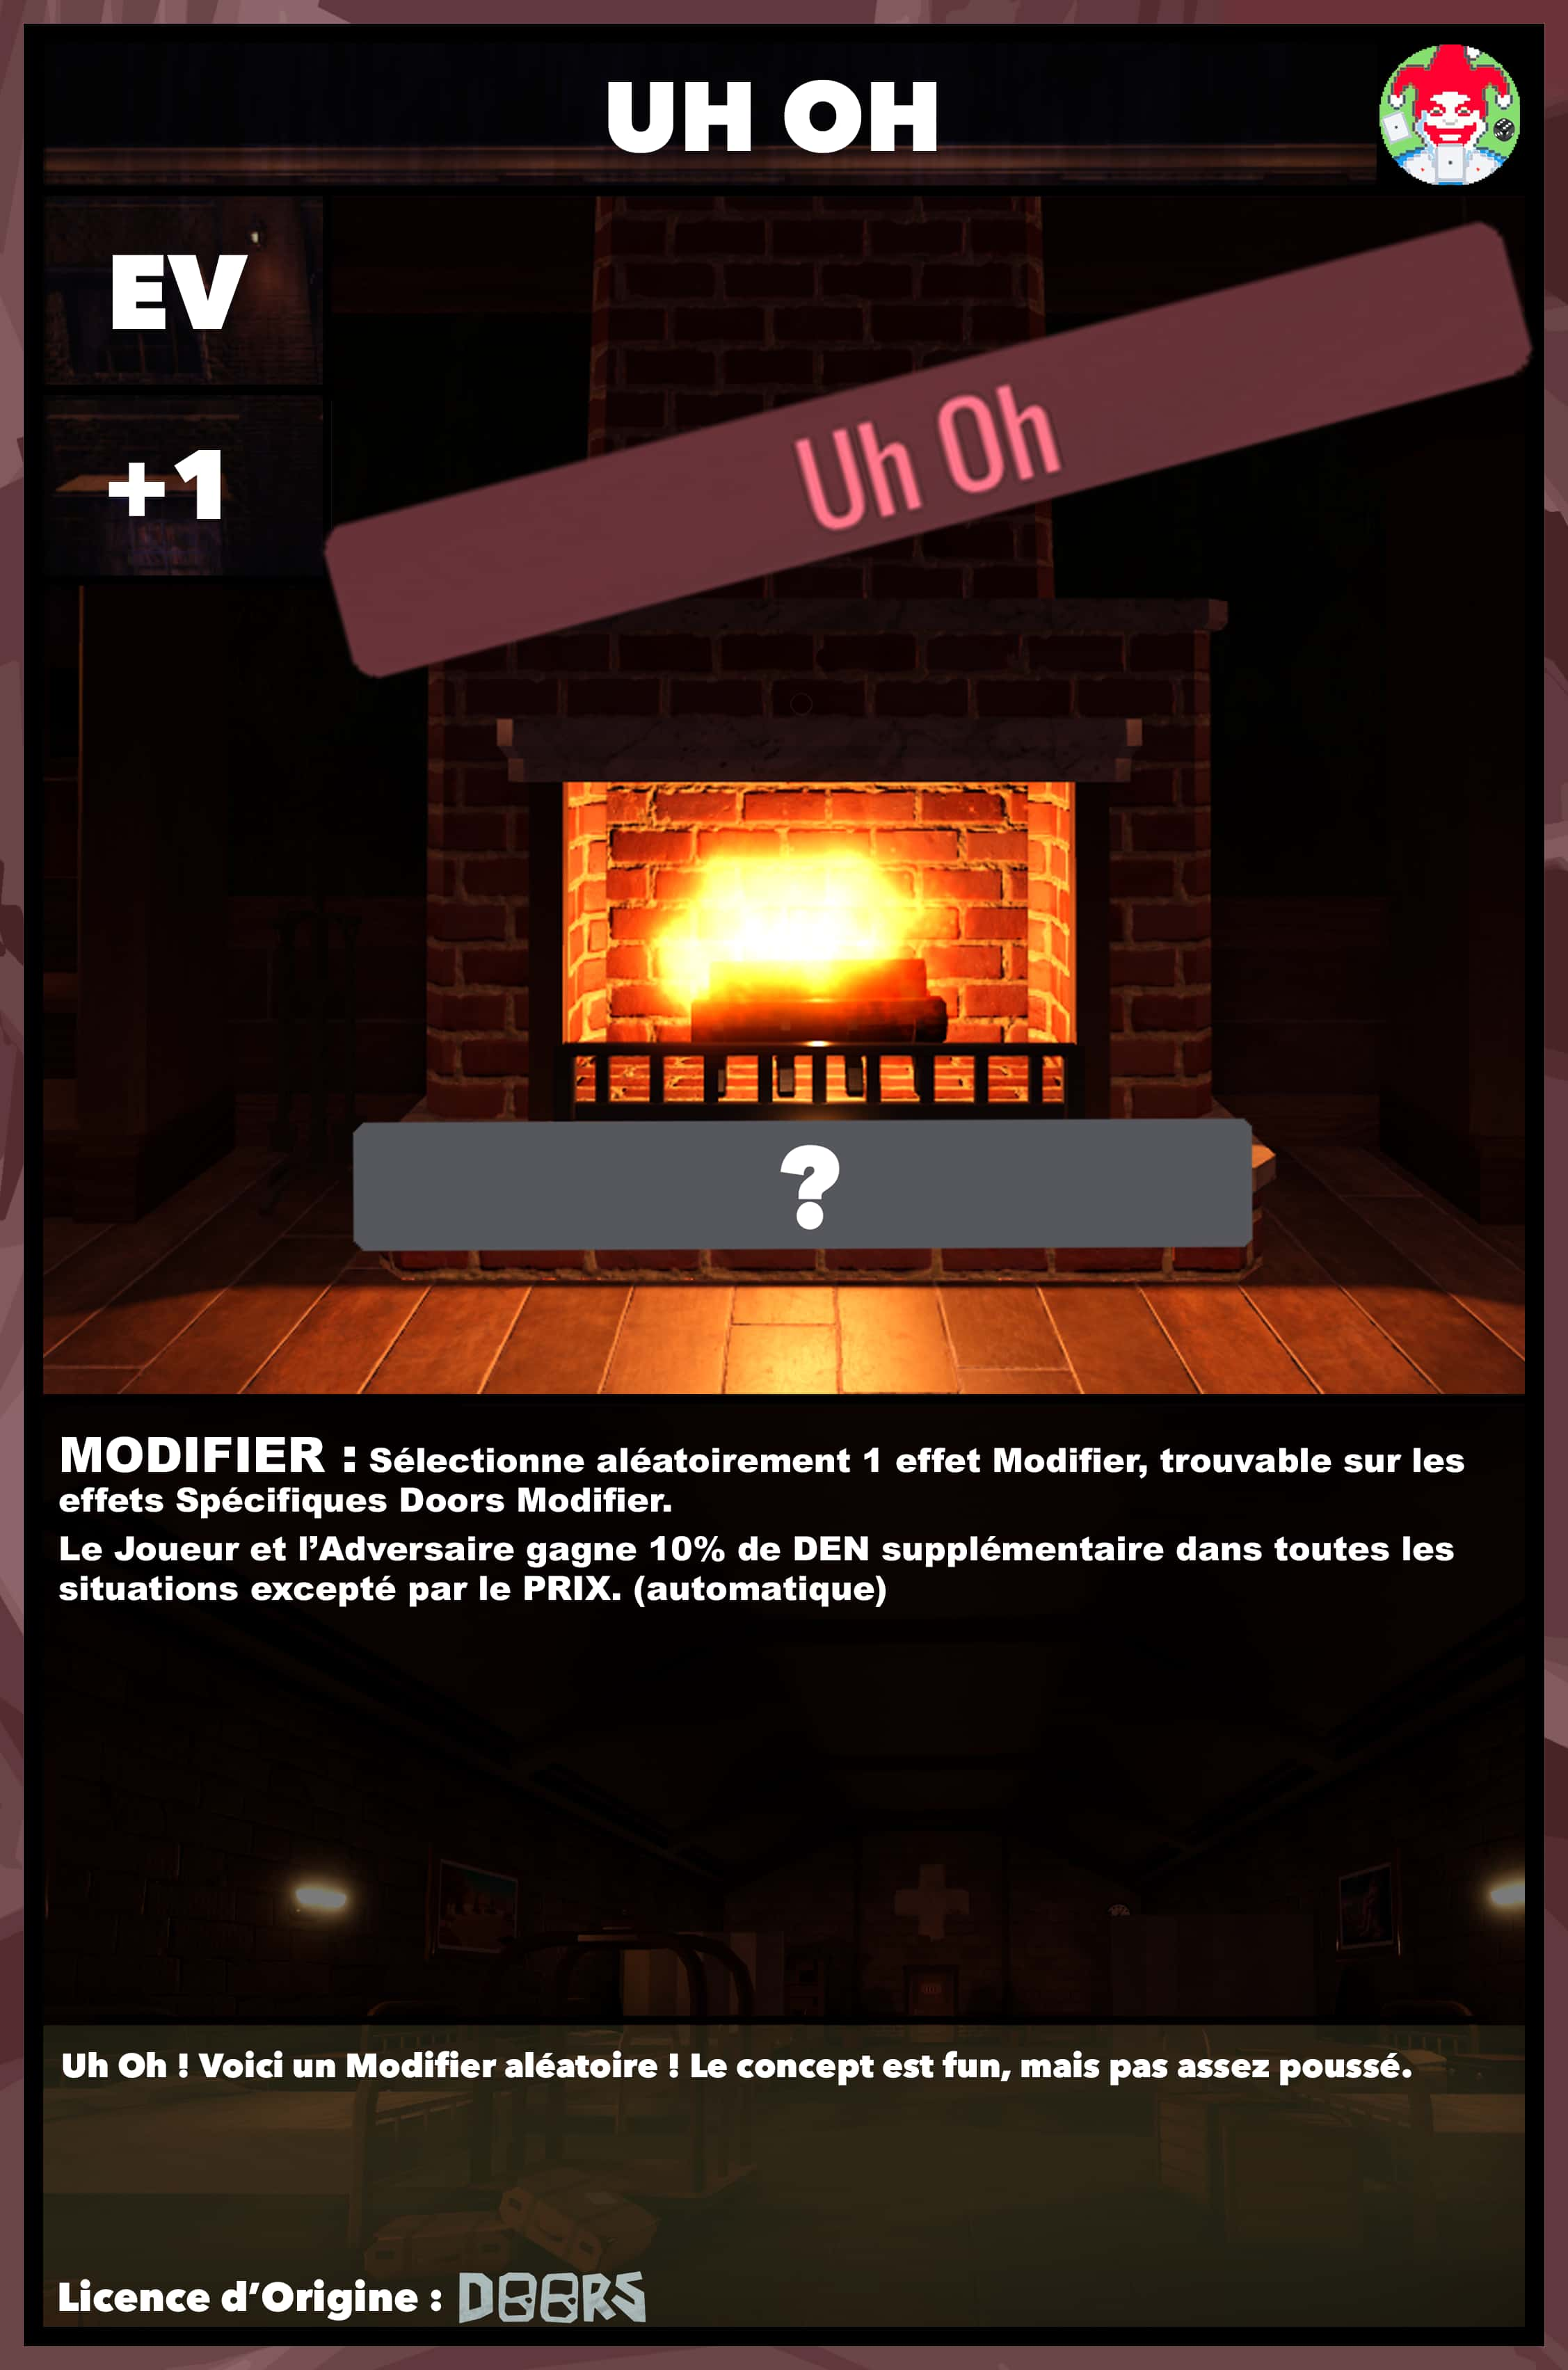 UH OH
EV
+1
Uh Oh
?
MODIFIER : Sélectionne aléatoirement 1 effet Modifier, trouvable sur les
effets Spécifiques Doors Modifier.
Le Joueur et l’Adversaire gagne 10% de DEN supplémentaire dans toutes les
situations excepté par le PRIX. (automatique)
Uh Oh ! Voici un Modifier aléatoire ! Le concept est fun, mais pas assez poussé.
Licence d’Origine : DOORS